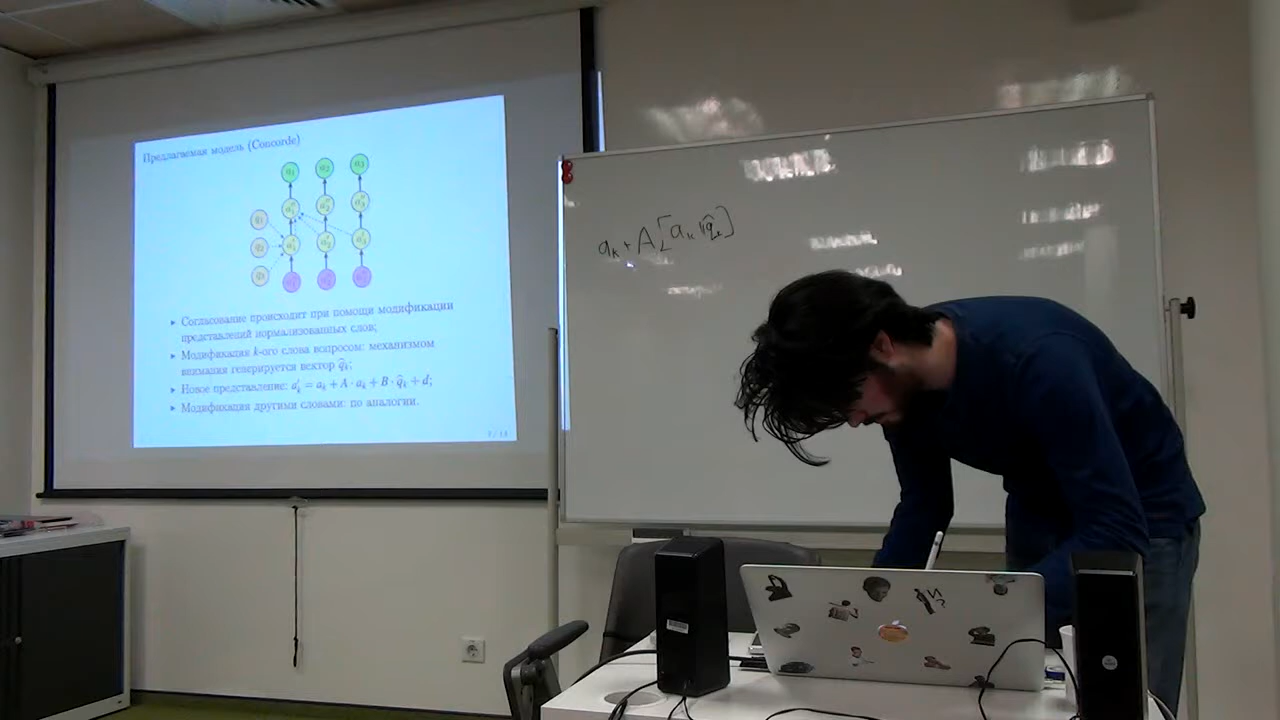 Предлагаемая модель (Concorde)
▸ Согласование происходит при помощи модификации
представлений нормализованных слов;
▸ Модификация k-ого слова вопросом: механизмом
внимания генерируется вектор q̂ₖ;
▸ Новое представление: a′ₖ = aₖ + A · aₖ + B · q̂ₖ + d;
▸ Модификация другими словами: по аналогии.
aₖ + A[aₖ q̂ₖ]